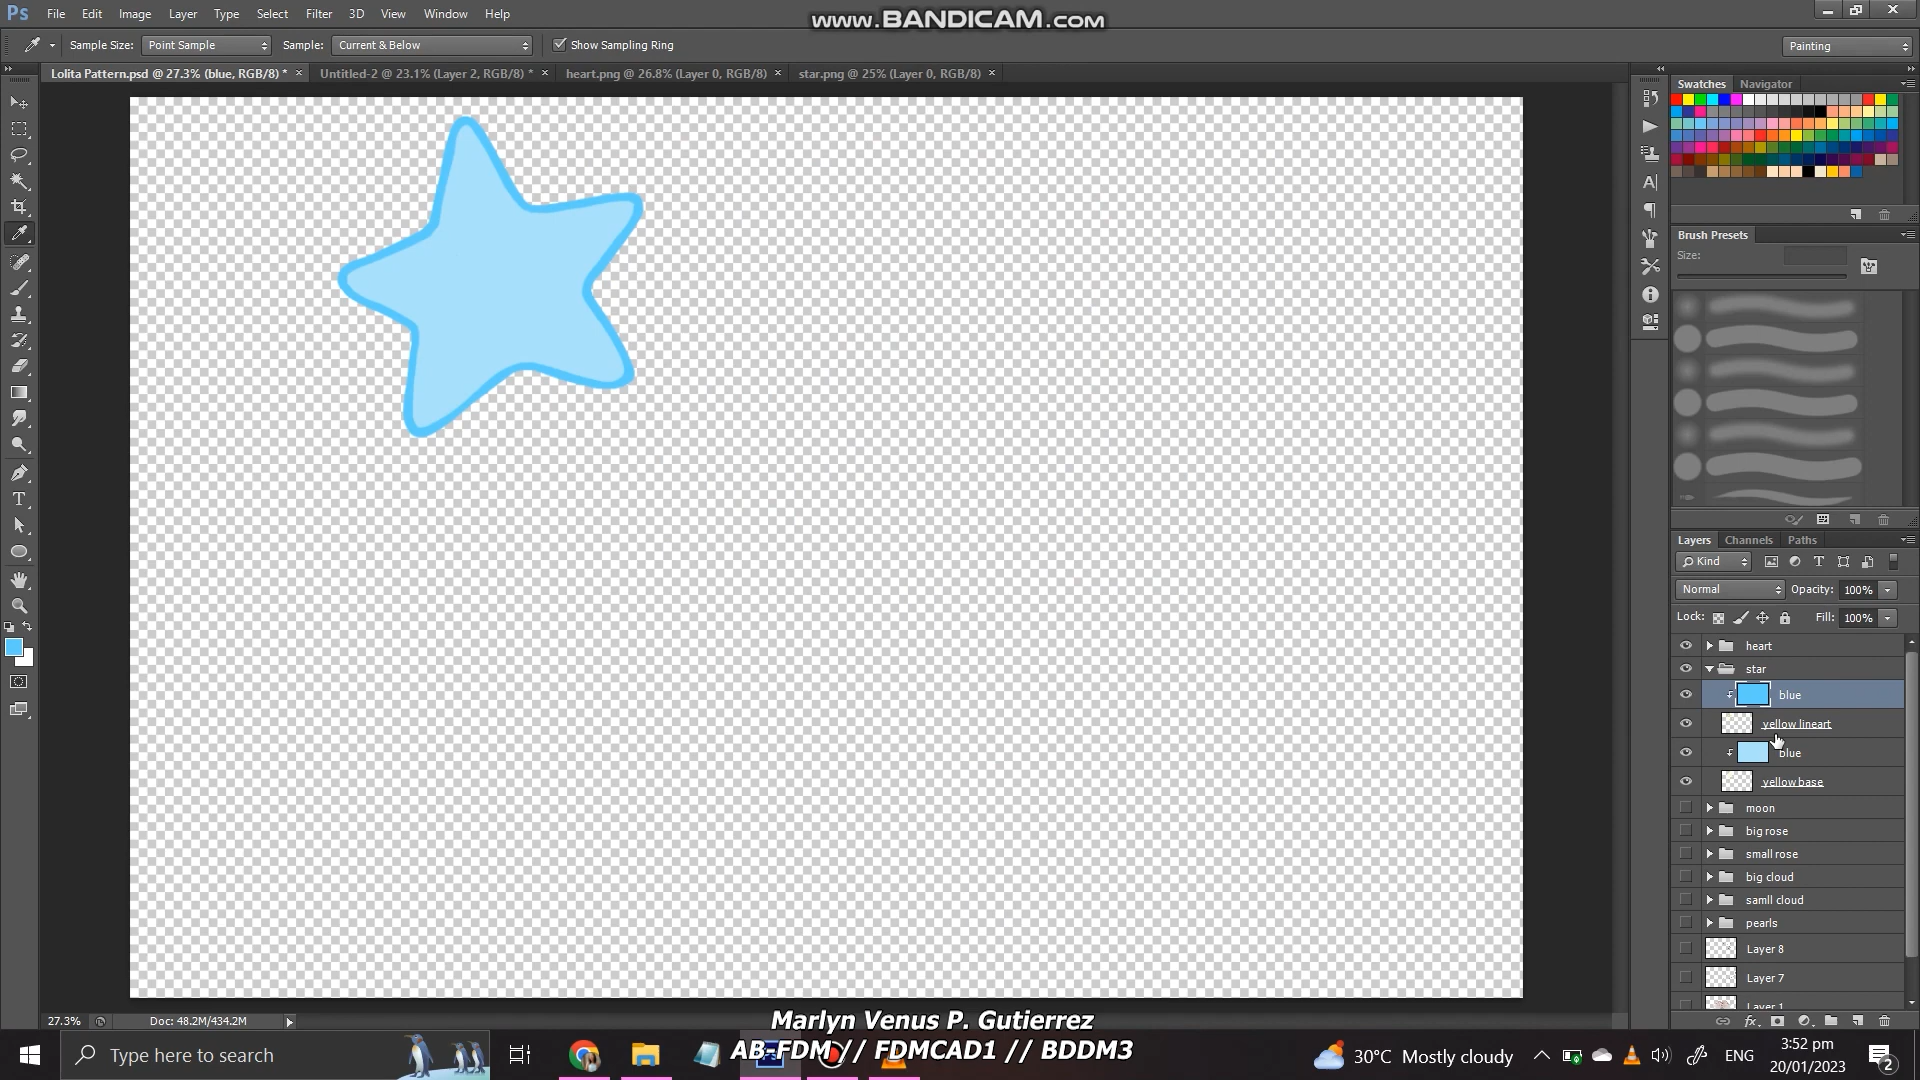 Ps File Edit Image Layer Type Select Filter 3D View Window Help
www.BANDICAM.com
Sample Size: Point Sample Sample: Current & Below Show Sampling Ring Painting
Lolita Pattern.psd @ 27.3% (blue, RGB/8) * × Untitled-2 @ 23.1% (Layer 2, RGB/8) * × heart.png @ 26.8% (Layer 0, RGB/8) × star.png @ 25% (Layer 0, RGB/8) ×
Swatches Navigator
Brush Presets
Size:
Layers Channels Paths
Kind
Normal Opacity: 100%
Lock: Fill: 100%
heart
star
blue
yellow lineart
blue
yellow base
moon
big rose
small rose
big cloud
samll cloud
pearls
Layer 8
Layer 7
Layer 1
27.3% Doc: 48.2M/434.2M
Marlyn Venus P. Gutierrez
AB-FDM // FDMCAD1 // BDDM3
Type here to search
30°C Mostly cloudy
ENG
3:52 pm
20/01/2023
2